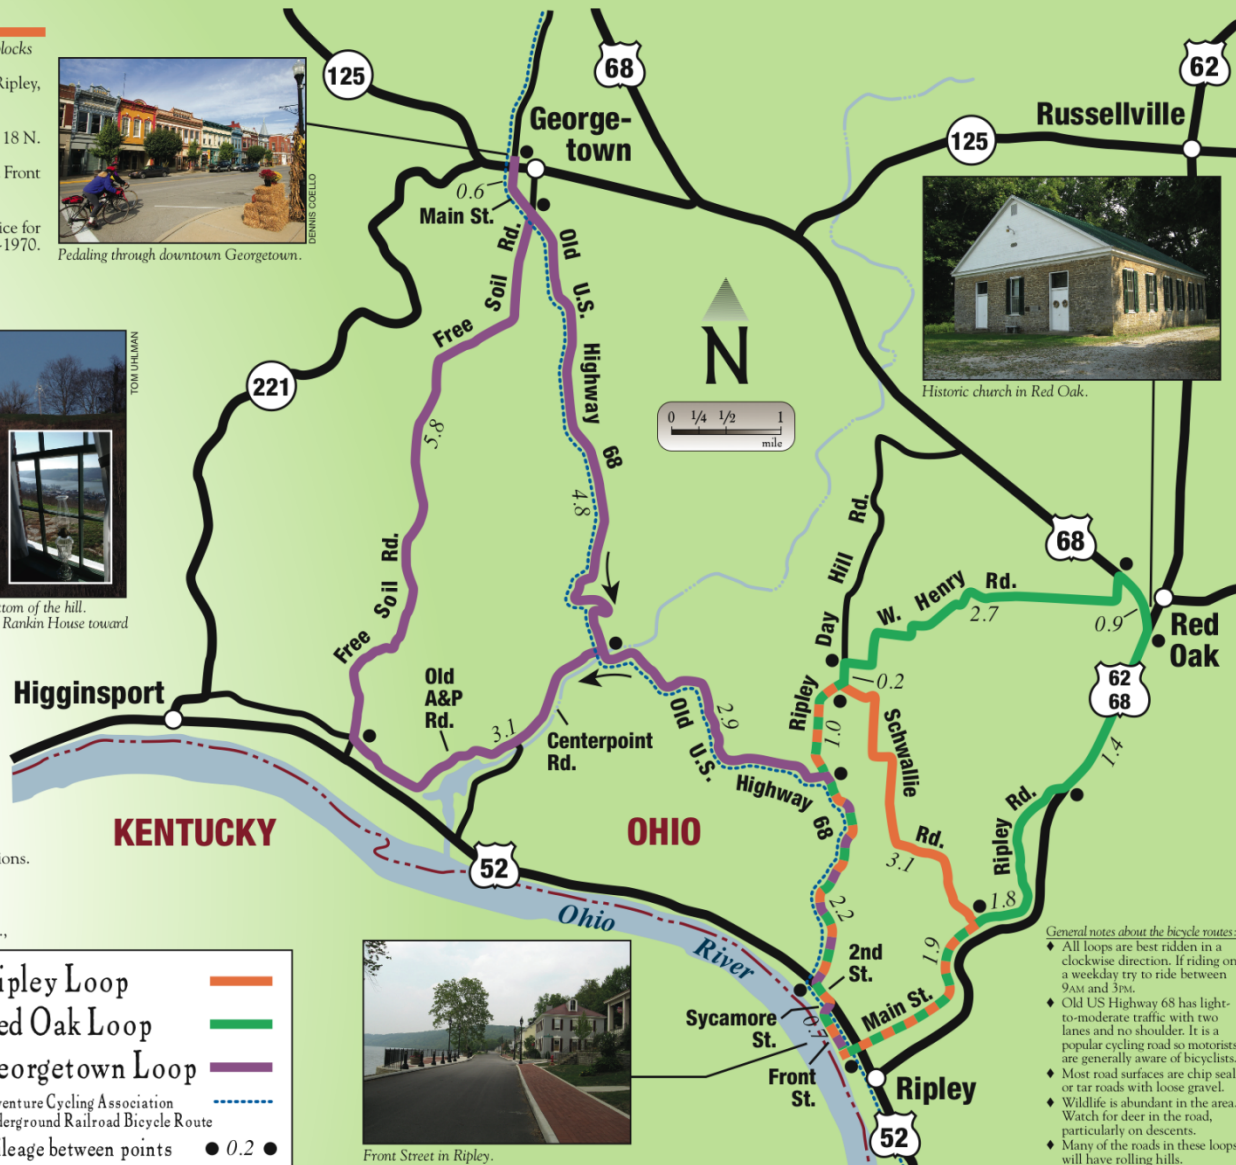 locks
Ripley,
18 N.
Front
ice for
-1970.
DENNIS COELLO
Pedaling through downtown Georgetown.
125
68
62
George-
town
Russellville
125
0.6
Main St.
Free Soil Rd.
Old U.S. Highway 68
N
0 1/4 1/2 1
mile
Historic church in Red Oak.
221
5.8
4.8
TOM UHLMAN
ttom of the hill.
Rankin House toward
68
Day Hill Rd.
W. Henry Rd.
2.7
0.9
Red
Oak
Free Soil Rd.
62
68
Higginsport
Old
A&P
Rd.
3.1
Centerpoint
Rd.
Old U.S. Highway 68
2.9
Ripley
1.0
0.2
Schwallie Rd.
3.1
1.4
Ripley Rd.
1.8
KENTUCKY
OHIO
52
Ohio River
2.2
1.9
2nd
St.
Main St.
Sycamore
St.
0.7
Front
St.
Ripley
52
ions.
.,
ipley Loop
ed Oak Loop
eorgetown Loop
venture Cycling Association
derground Railroad Bicycle Route
ileage between points 0.2
Front Street in Ripley.
General notes about the bicycle routes:
♦ All loops are best ridden in a
clockwise direction. If riding on
a weekday try to ride between
9AM and 3PM.
♦ Old US Highway 68 has light-
to-moderate traffic with two
lanes and no shoulder. It is a
popular cycling road so motorists
are generally aware of bicyclists.
♦ Most road surfaces are chip seal
or tar roads with loose gravel.
♦ Wildlife is abundant in the area.
Watch for deer in the road,
particularly on descents.
♦ Many of the roads in these loops
will have rolling hills.